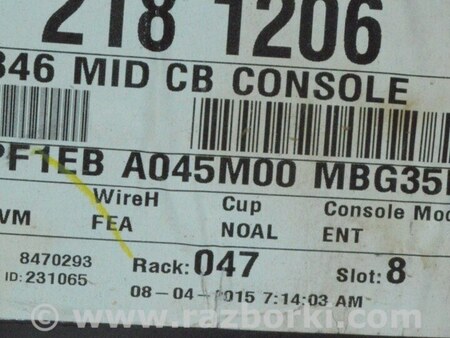 218 1206
346 MID CB CONSOLE
PF1EB A045M00 MBG35
WireH Cup Console Mod
VM FEA NOAL ENT
8470293 Rack: 047 Slot: 8
ID: 231065
08-04-2015 7:14:03 AM
www.razborki.com